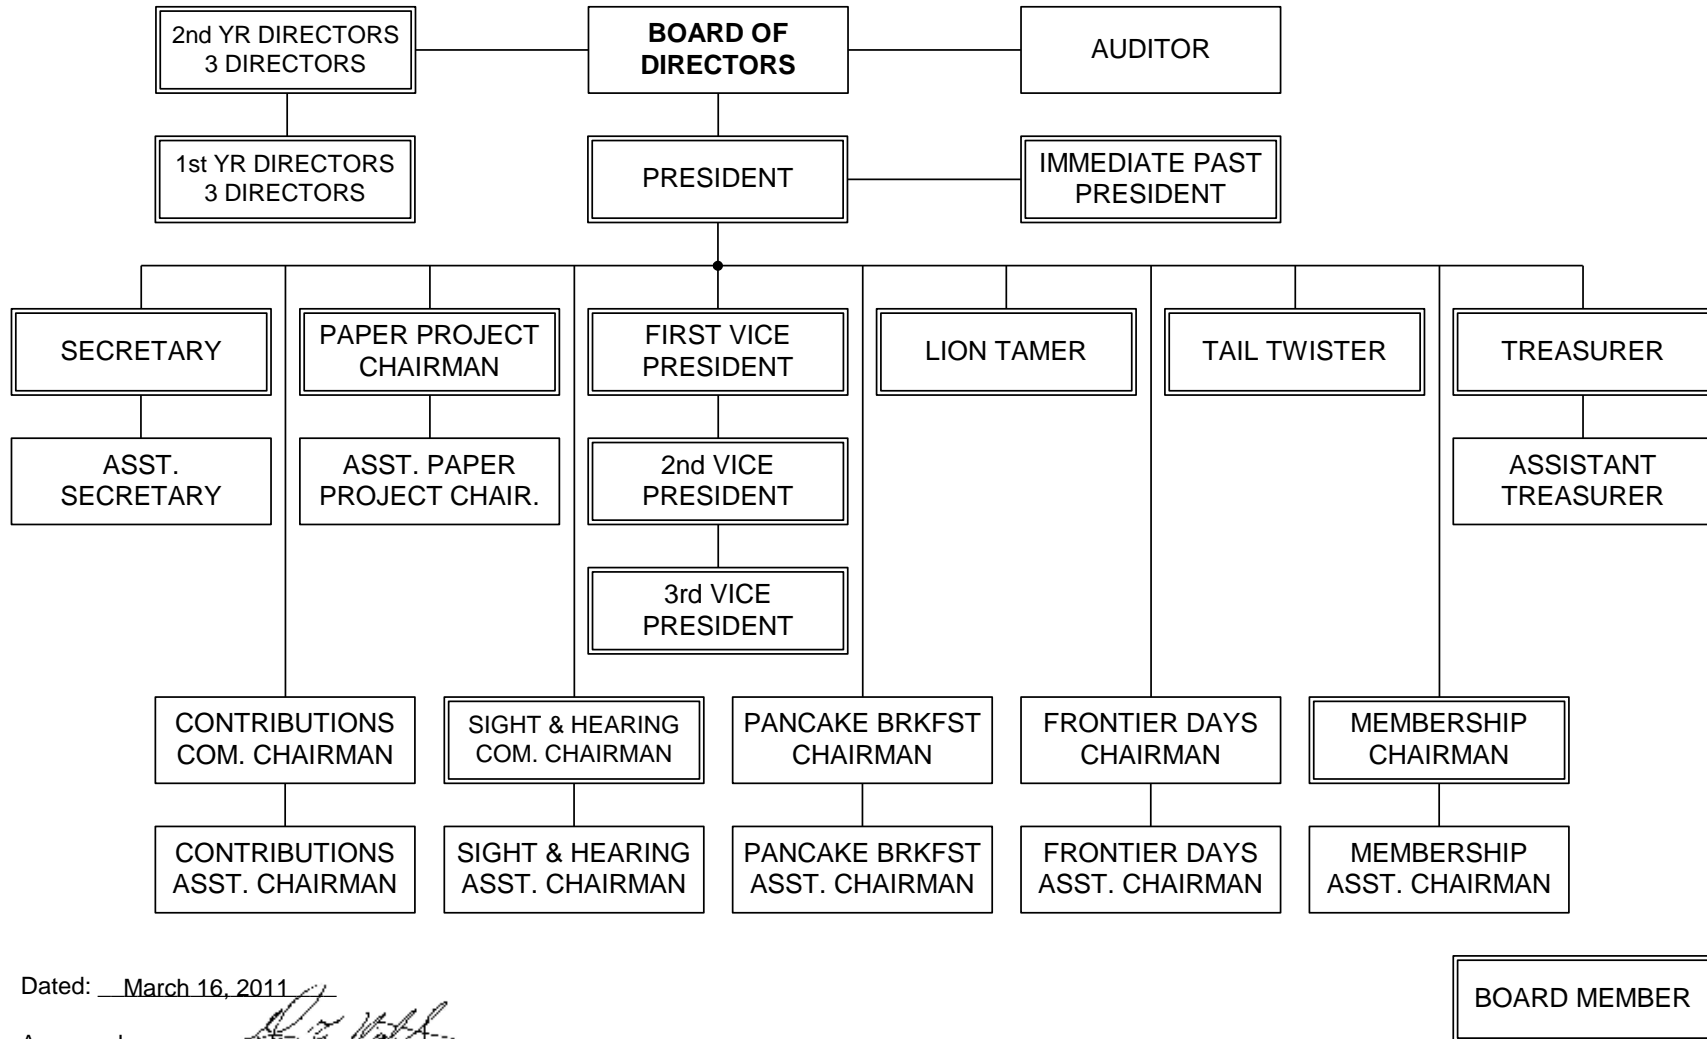 2nd YR DIRECTORS
3 DIRECTORS
BOARD OF
DIRECTORS
AUDITOR
1st YR DIRECTORS
3 DIRECTORS
PRESIDENT
IMMEDIATE PAST
PRESIDENT
SECRETARY
PAPER PROJECT
CHAIRMAN
FIRST VICE
PRESIDENT
LION TAMER
TAIL TWISTER
TREASURER
ASST.
SECRETARY
ASST. PAPER
PROJECT CHAIR.
2nd VICE
PRESIDENT
ASSISTANT
TREASURER
3rd VICE
PRESIDENT
CONTRIBUTIONS
COM. CHAIRMAN
SIGHT & HEARING
COM. CHAIRMAN
PANCAKE BRKFST
CHAIRMAN
FRONTIER DAYS
CHAIRMAN
MEMBERSHIP
CHAIRMAN
CONTRIBUTIONS
ASST. CHAIRMAN
SIGHT & HEARING
ASST. CHAIRMAN
PANCAKE BRKFST
ASST. CHAIRMAN
FRONTIER DAYS
ASST. CHAIRMAN
MEMBERSHIP
ASST. CHAIRMAN
Dated: March 16, 2011
BOARD MEMBER